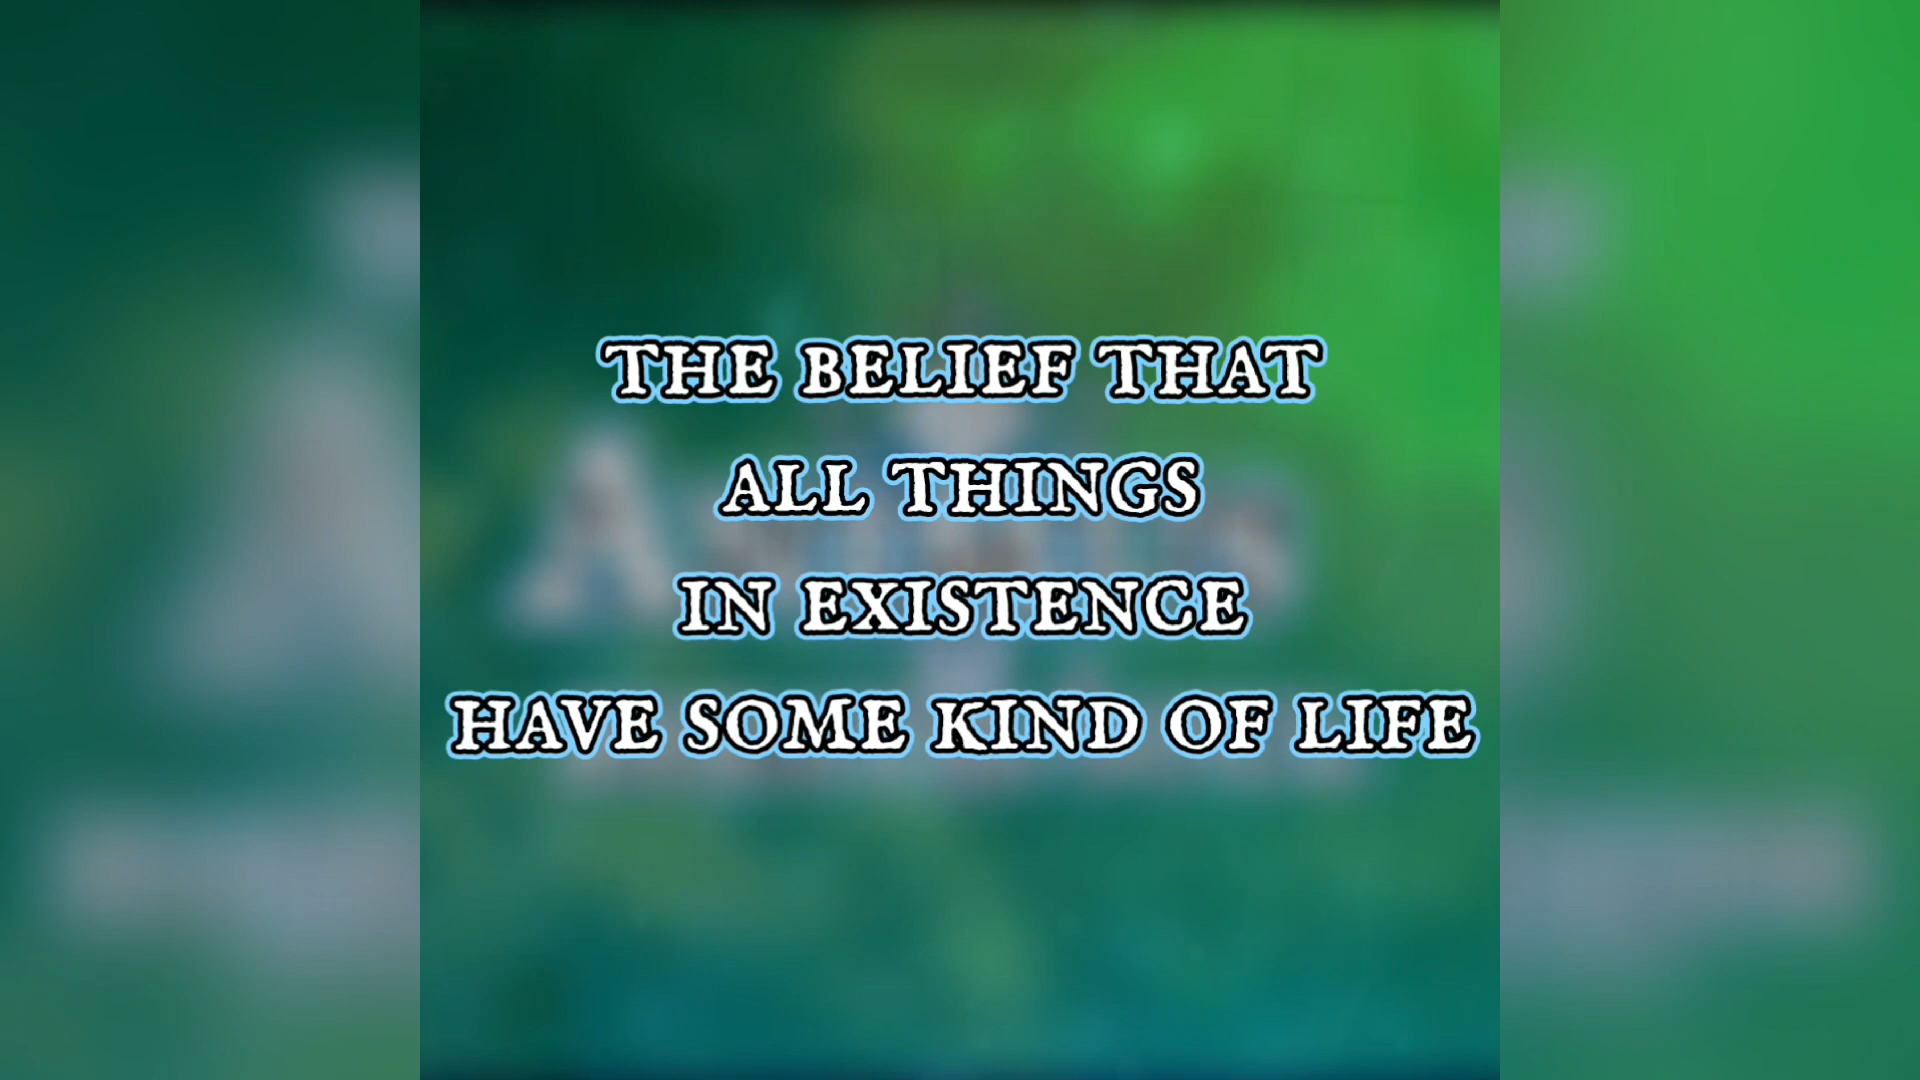 THE BELIEF THAT
ALL THINGS
IN EXISTENCE
HAVE SOME KIND OF LIFE